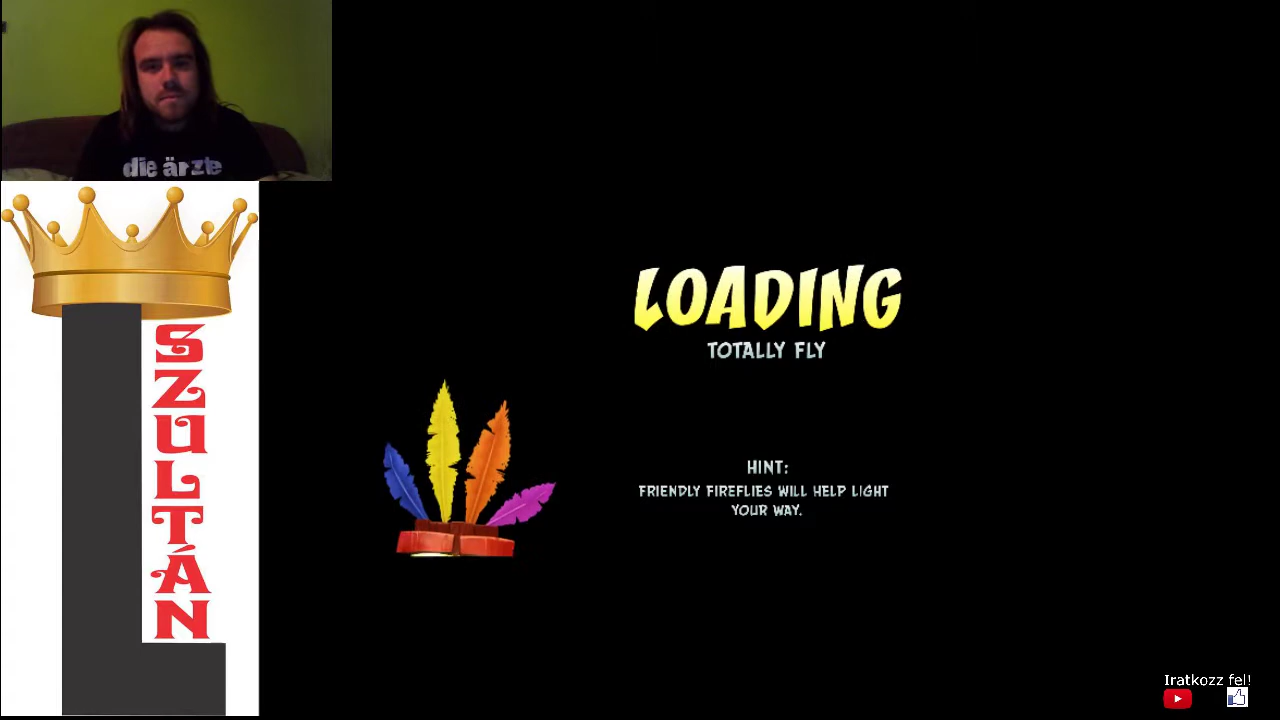 die ärzte
SZULTÁN
L
LOADING
TOTALLY FLY
HINT:
FRIENDLY FIREFLIES WILL HELP LIGHT
YOUR WAY.
Iratkozz fel!